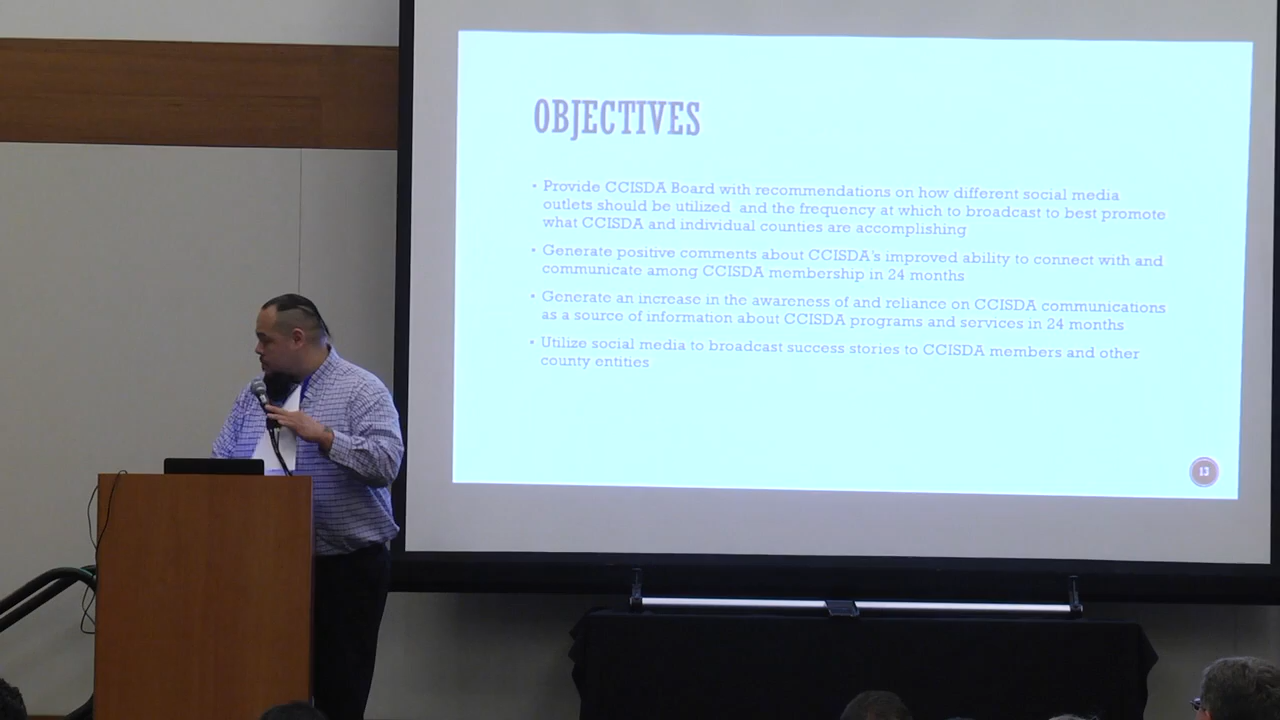 OBJECTIVES
• Provide CCISDA Board with recommendations on how different social media
outlets should be utilized and the frequency at which to broadcast to best promote
what CCISDA and individual counties are accomplishing
• Generate positive comments about CCISDA's improved ability to connect with and
communicate among CCISDA membership in 24 months
• Generate an increase in the awareness of and reliance on CCISDA communications
as a source of information about CCISDA programs and services in 24 months
• Utilize social media to broadcast success stories to CCISDA members and other
county entities
13